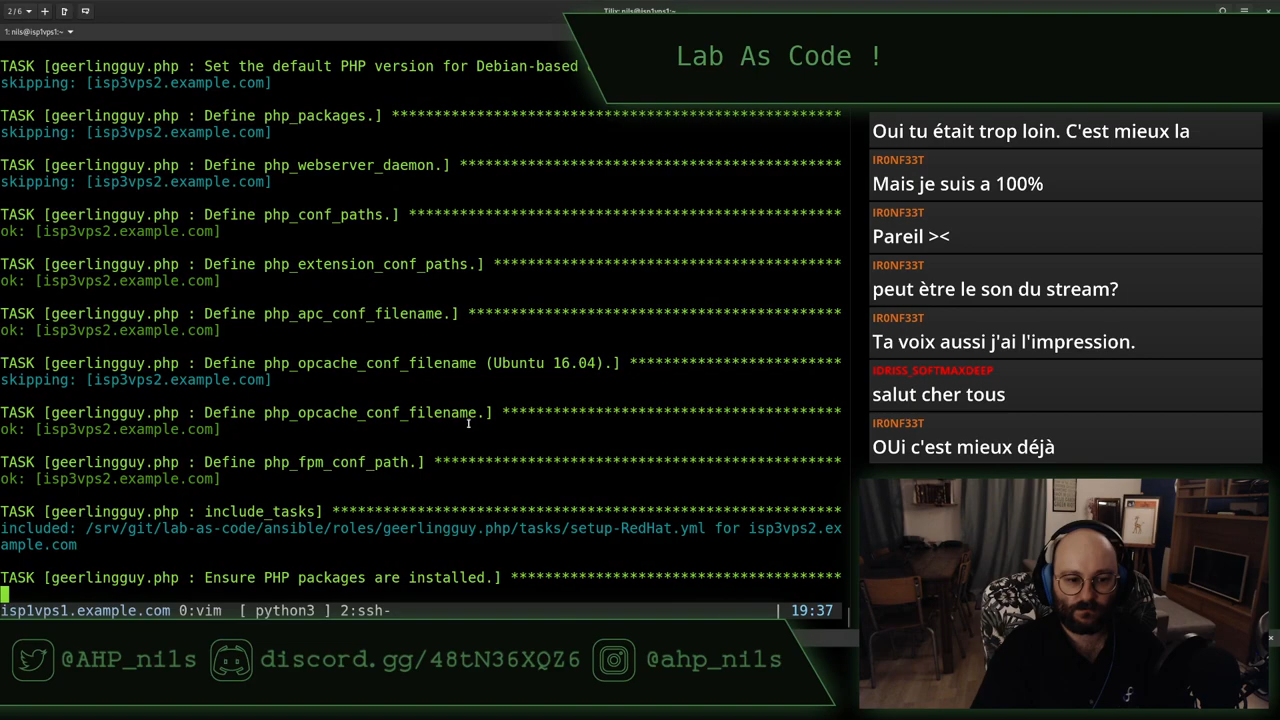 2/6
Tilix: nils@isp1vps1:~
1: nils@isp1vps1:~
Lab As Code !
TASK [geerlingguy.php : Set the default PHP version for Debian-based
skipping: [isp3vps2.example.com]
TASK [geerlingguy.php : Define php_packages.] *****************************************************
skipping: [isp3vps2.example.com]
TASK [geerlingguy.php : Define php_webserver_daemon.] *********************************************
skipping: [isp3vps2.example.com]
TASK [geerlingguy.php : Define php_conf_paths.] ***************************************************
ok: [isp3vps2.example.com]
TASK [geerlingguy.php : Define php_extension_conf_paths.] *****************************************
ok: [isp3vps2.example.com]
TASK [geerlingguy.php : Define php_apc_conf_filename.] ********************************************
ok: [isp3vps2.example.com]
TASK [geerlingguy.php : Define php_opcache_conf_filename (Ubuntu 16.04).] *************************
skipping: [isp3vps2.example.com]
TASK [geerlingguy.php : Define php_opcache_conf_filename.] ****************************************
ok: [isp3vps2.example.com]
TASK [geerlingguy.php : Define php_fpm_conf_path.] ************************************************
ok: [isp3vps2.example.com]
TASK [geerlingguy.php : include_tasks] ************************************************************
included: /srv/git/lab-as-code/ansible/roles/geerlingguy.php/tasks/setup-RedHat.yml for isp3vps2.ex
ample.com
TASK [geerlingguy.php : Ensure PHP packages are installed.] ***************************************
isp1vps1.example.com 0:vim [ python3 ] 2:ssh- | 19:37
Oui tu était trop loin. C'est mieux la
IR0NF33T
Mais je suis a 100%
IR0NF33T
Pareil ><
IR0NF33T
peut ètre le son du stream?
IR0NF33T
Ta voix aussi j'ai l'impression.
IDRISS_SOFTMAXDEEP
salut cher tous
IR0NF33T
OUi c'est mieux déjà
@AHP_nils discord.gg/48tN36XQZ6 @ahp_nils